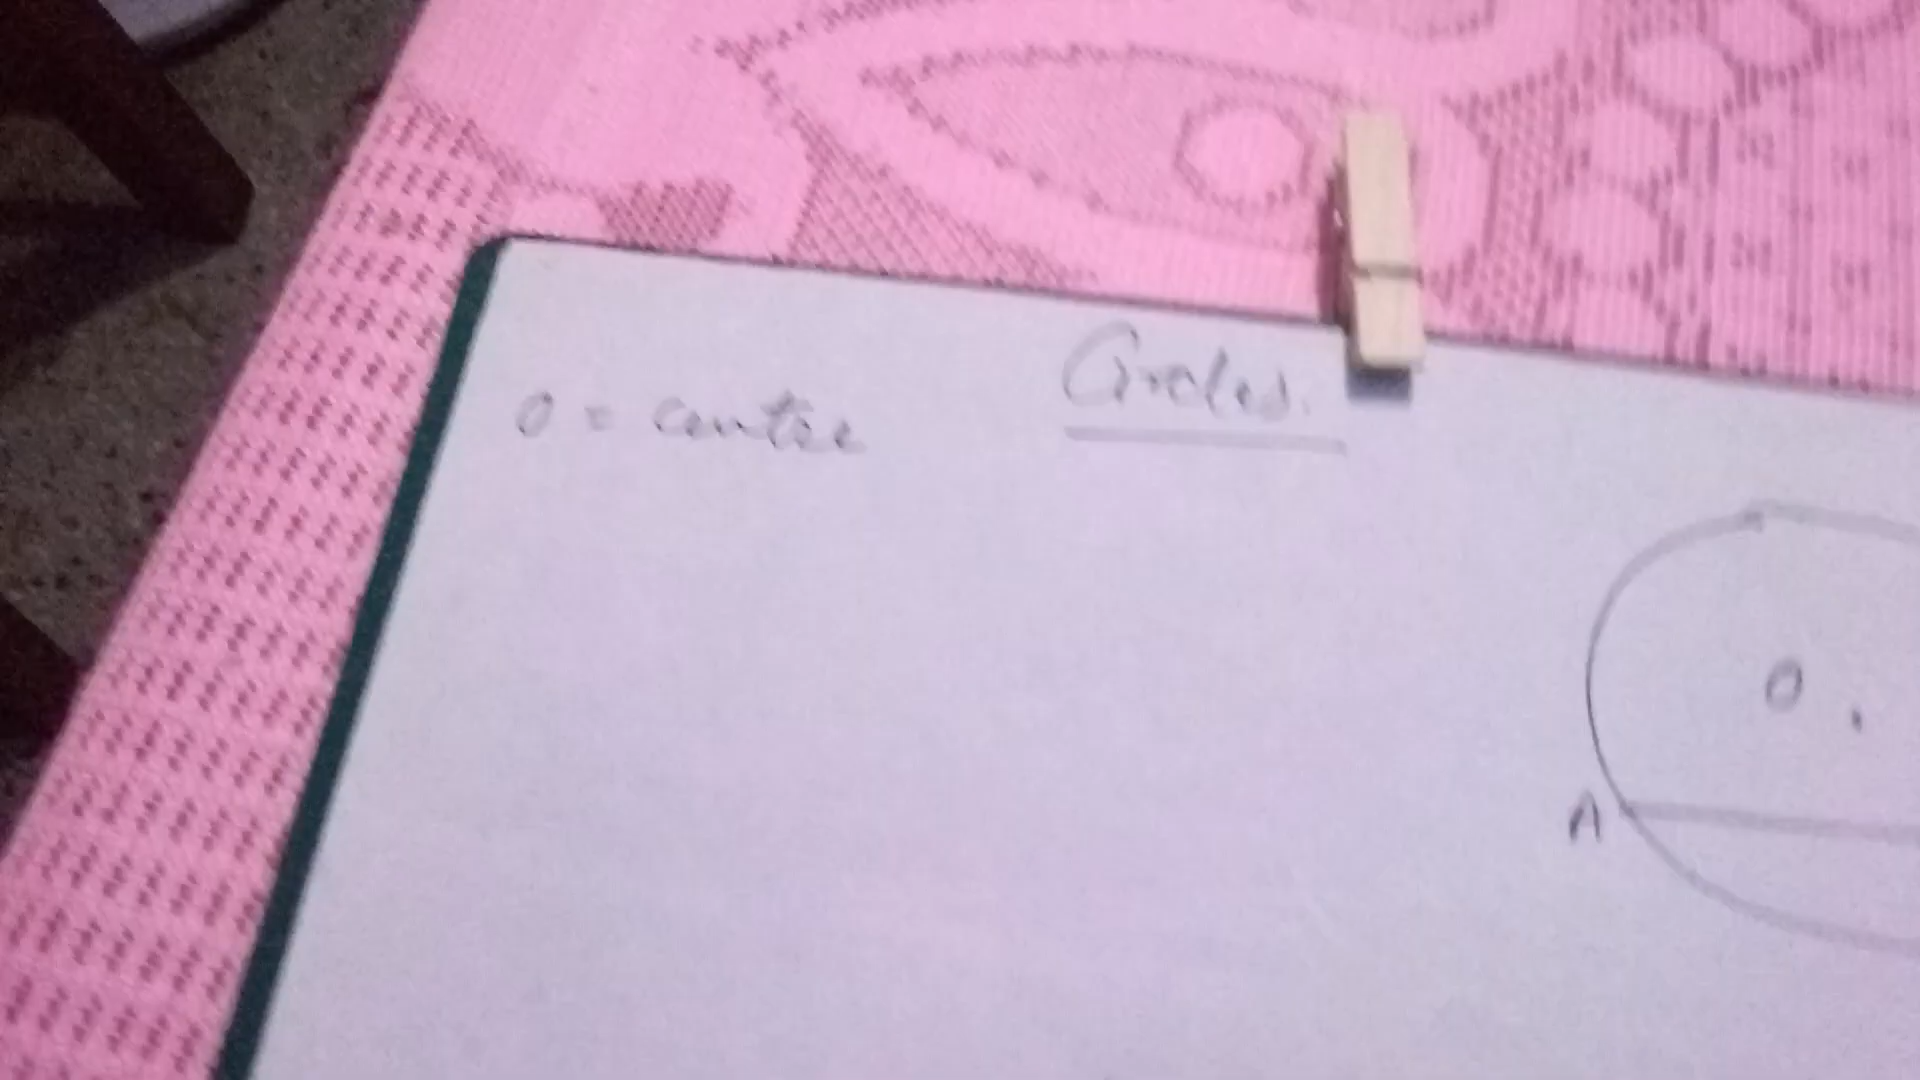 Circles.
O = centre
O
A